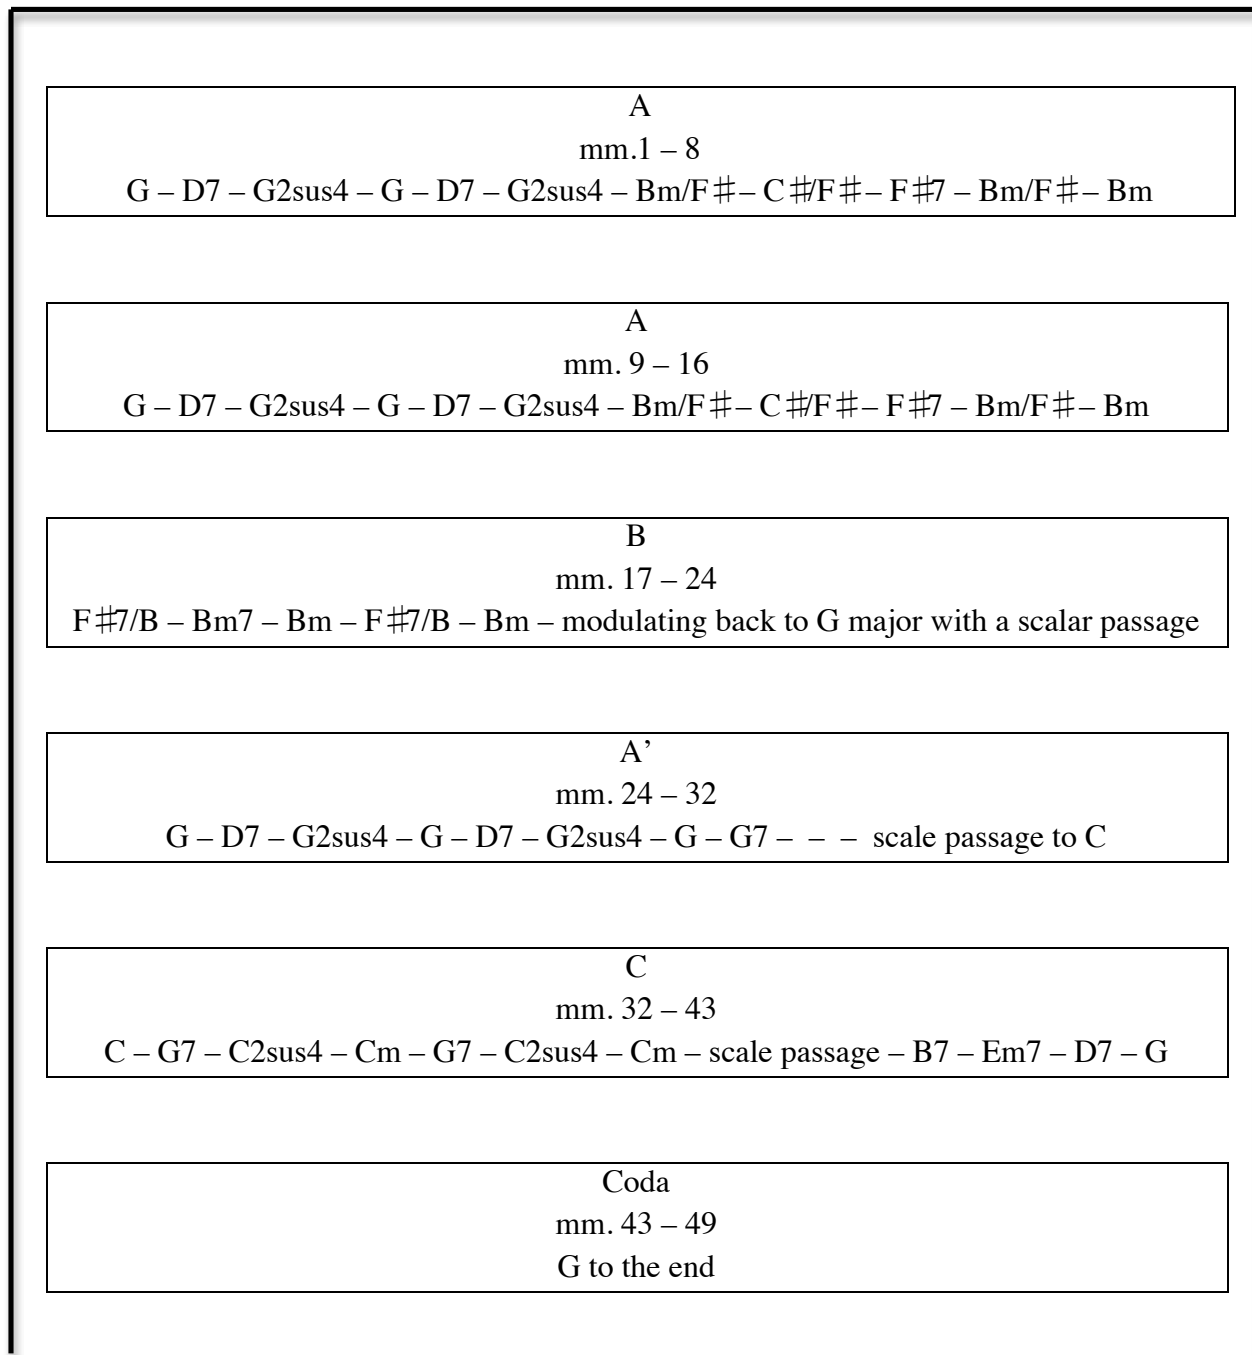 A
mm.1 – 8
G – D7 – G2sus4 – G – D7 – G2sus4 – Bm/F♯ – C♯/F♯ – F♯7 – Bm/F♯ – Bm
A
mm. 9 – 16
G – D7 – G2sus4 – G – D7 – G2sus4 – Bm/F♯ – C♯/F♯ – F♯7 – Bm/F♯ – Bm
B
mm. 17 – 24
F♯7/B – Bm7 – Bm – F♯7/B – Bm – modulating back to G major with a scalar passage
A’
mm. 24 – 32
G – D7 – G2sus4 – G – D7 – G2sus4 – G – G7 – – – scale passage to C
C
mm. 32 – 43
C – G7 – C2sus4 – Cm – G7 – C2sus4 – Cm – scale passage – B7 – Em7 – D7 – G
Coda
mm. 43 – 49
G to the end